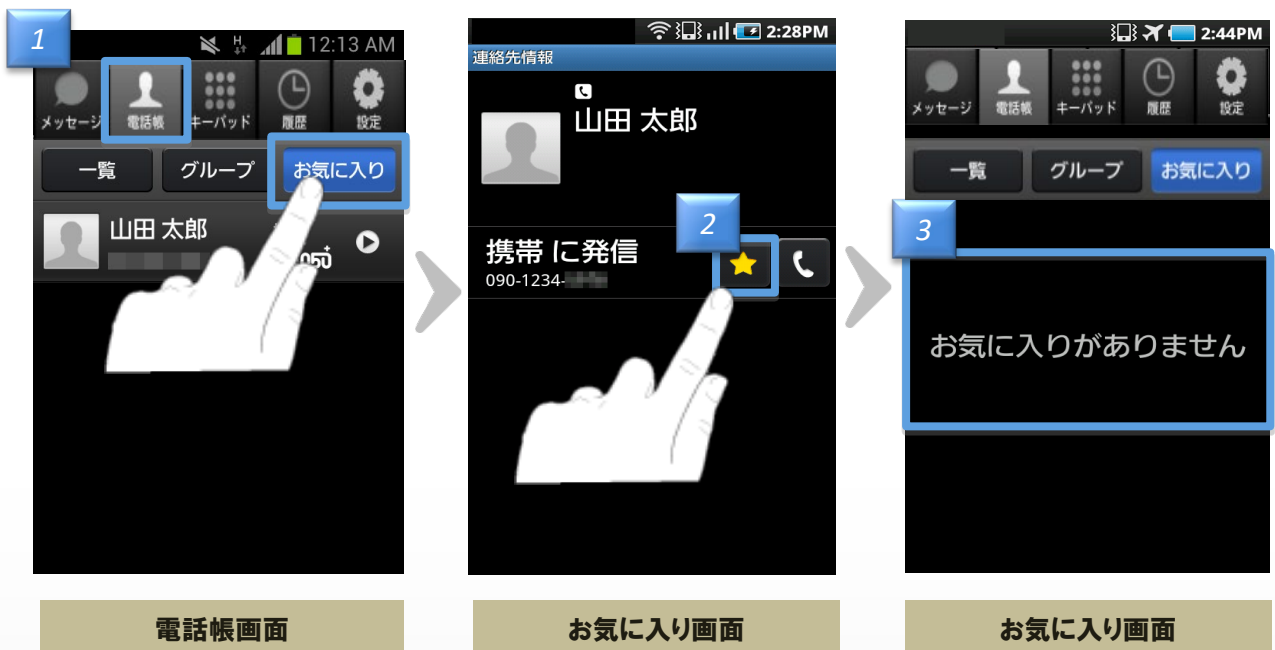 1
12:13 AM
メッセージ
電話帳
キーパッド
履歴
設定
一覧
グループ
お気に入り
山田 太郎
電話帳画面
2:28PM
連絡先情報
山田 太郎
2
携帯 に発信
090-1234-
お気に入り画面
2:44PM
メッセージ
電話帳
キーパッド
履歴
設定
一覧
グループ
お気に入り
3
お気に入りがありません
お気に入り画面